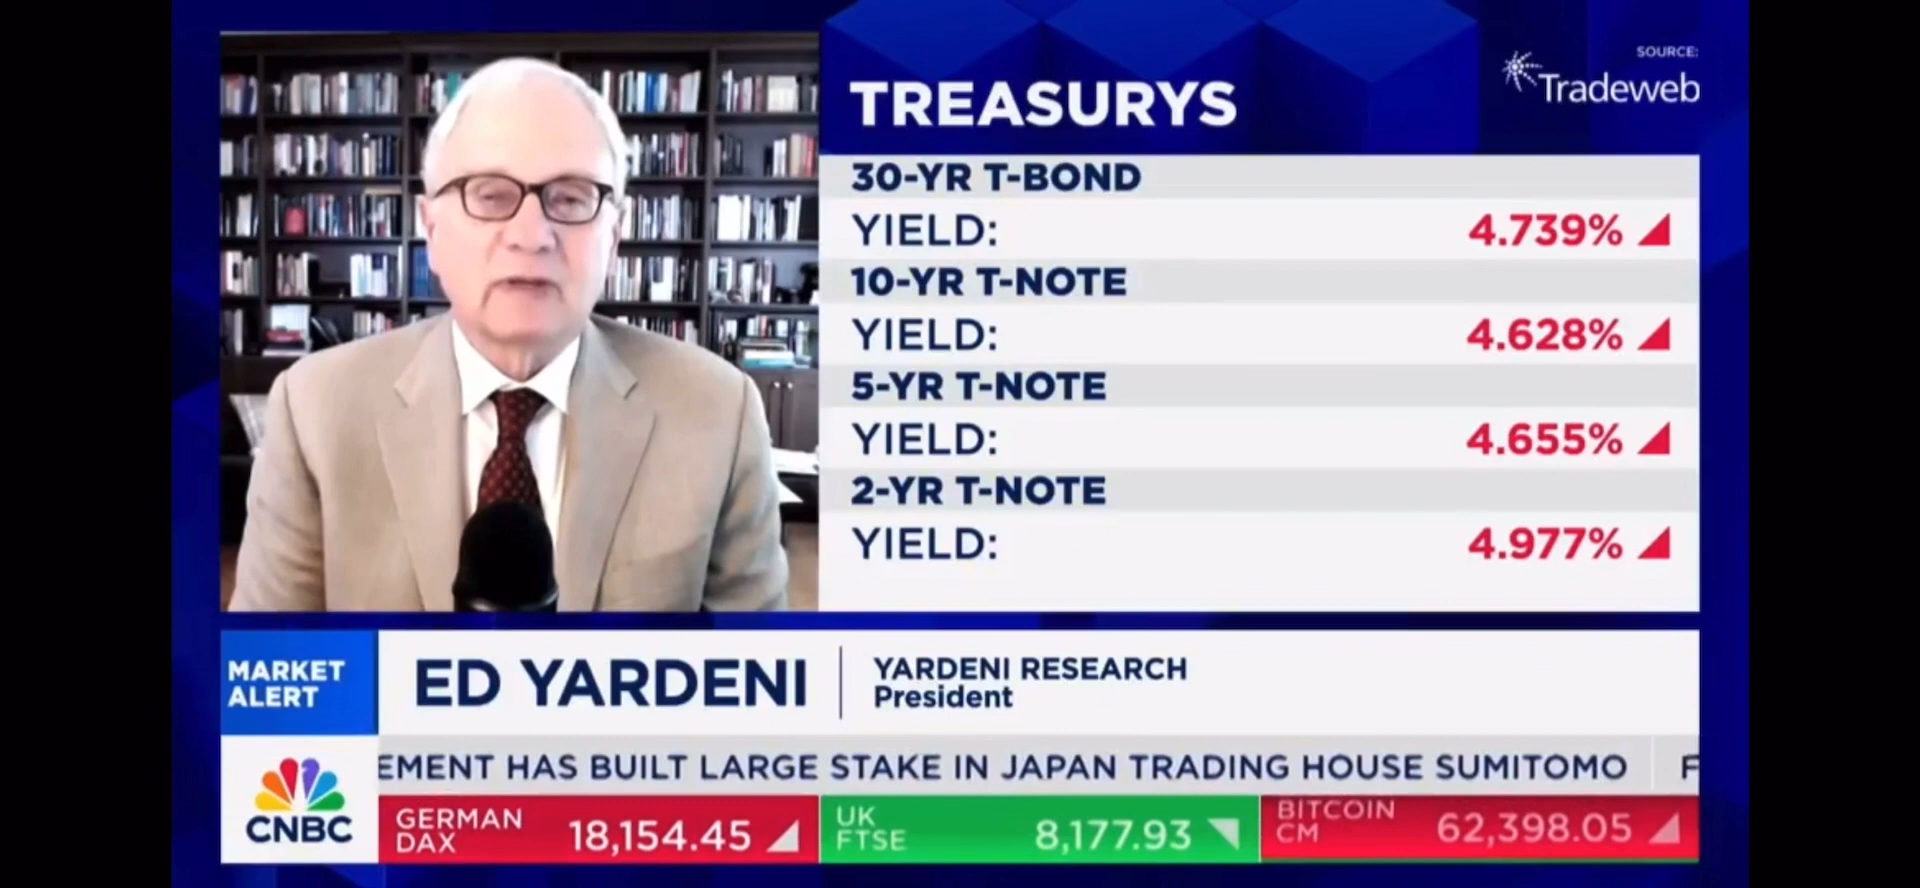 SOURCE:
Tradeweb
TREASURYS
30-YR T-BOND
YIELD: 4.739%
10-YR T-NOTE
YIELD: 4.628%
5-YR T-NOTE
YIELD: 4.655%
2-YR T-NOTE
YIELD: 4.977%
MARKET
ALERT
ED YARDENI
YARDENI RESEARCH
President
EMENT HAS BUILT LARGE STAKE IN JAPAN TRADING HOUSE SUMITOMO F
CNBC
GERMAN
DAX
18,154.45
UK
FTSE
8,177.93
BITCOIN
CM
62,398.05